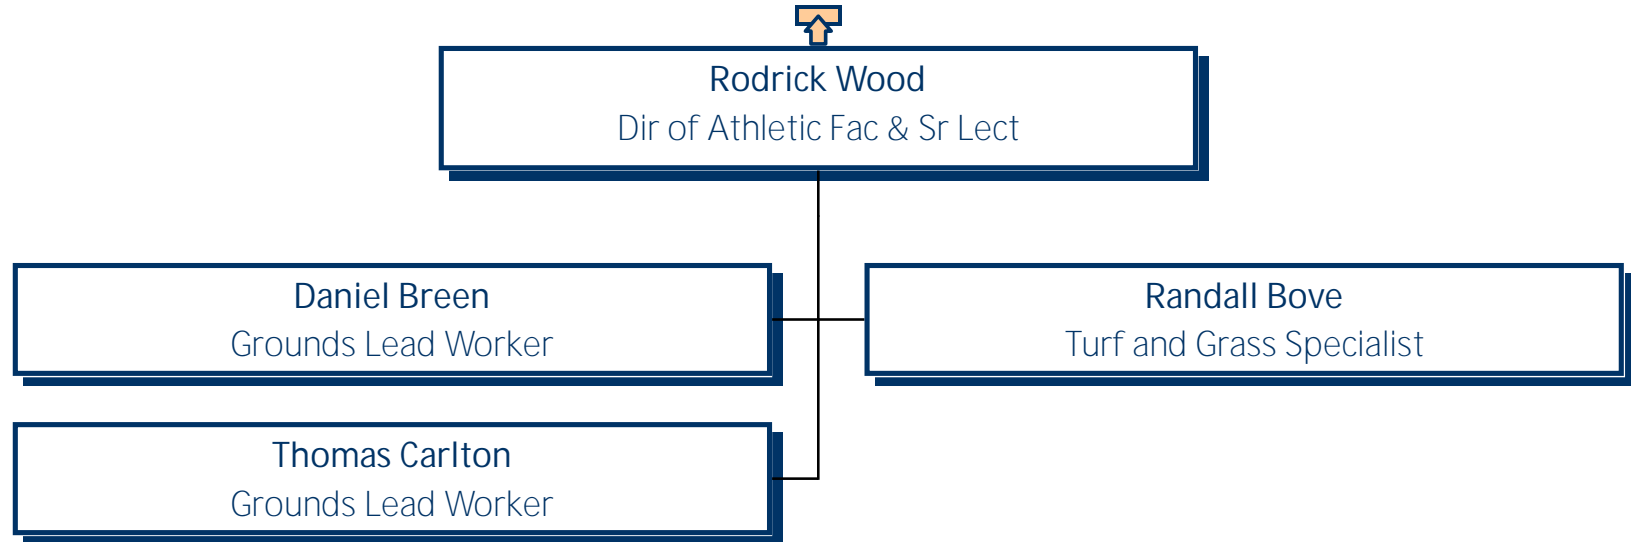 Rodrick Wood
Dir of Athletic Fac & Sr Lect
Daniel Breen
Grounds Lead Worker
Randall Bove
Turf and Grass Specialist
Thomas Carlton
Grounds Lead Worker